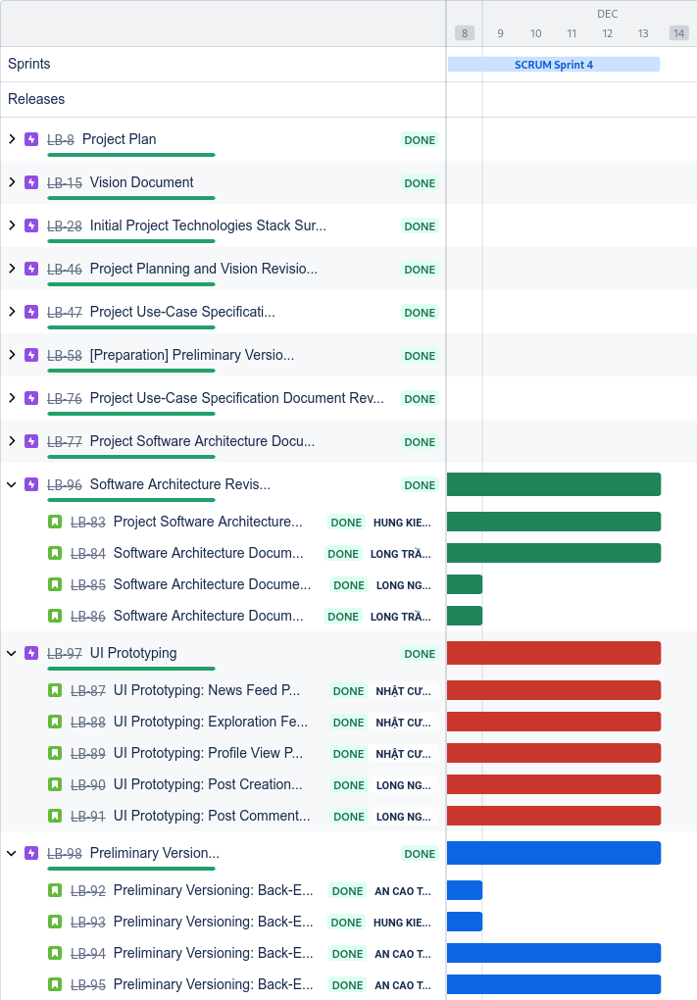 DEC
8 9 10 11 12 13 14
Sprints
SCRUM Sprint 4
Releases
LB-8 Project Plan DONE
LB-15 Vision Document DONE
LB-28 Initial Project Technologies Stack Sur... DONE
LB-46 Project Planning and Vision Revisio... DONE
LB-47 Project Use-Case Specificati... DONE
LB-58 [Preparation] Preliminary Versio... DONE
LB-76 Project Use-Case Specification Document Rev... DONE
LB-77 Project Software Architecture Docu... DONE
LB-96 Software Architecture Revis... DONE
LB-83 Project Software Architecture... DONE HUNG KIE...
LB-84 Software Architecture Docum... DONE LONG TRẦ...
LB-85 Software Architecture Docume... DONE LONG NG...
LB-86 Software Architecture Docum... DONE LONG TRẦ...
LB-97 UI Prototyping DONE
LB-87 UI Prototyping: News Feed P... DONE NHẬT CƯ...
LB-88 UI Prototyping: Exploration Fe... DONE NHẬT CƯ...
LB-89 UI Prototyping: Profile View P... DONE NHẬT CƯ...
LB-90 UI Prototyping: Post Creation... DONE LONG NG...
LB-91 UI Prototyping: Post Comment... DONE LONG NG...
LB-98 Preliminary Version... DONE
LB-92 Preliminary Versioning: Back-E... DONE AN CAO T...
LB-93 Preliminary Versioning: Back-E... DONE HUNG KIE...
LB-94 Preliminary Versioning: Back-E... DONE AN CAO T...
LB-95 Preliminary Versioning: Back-E... DONE AN CAO T...